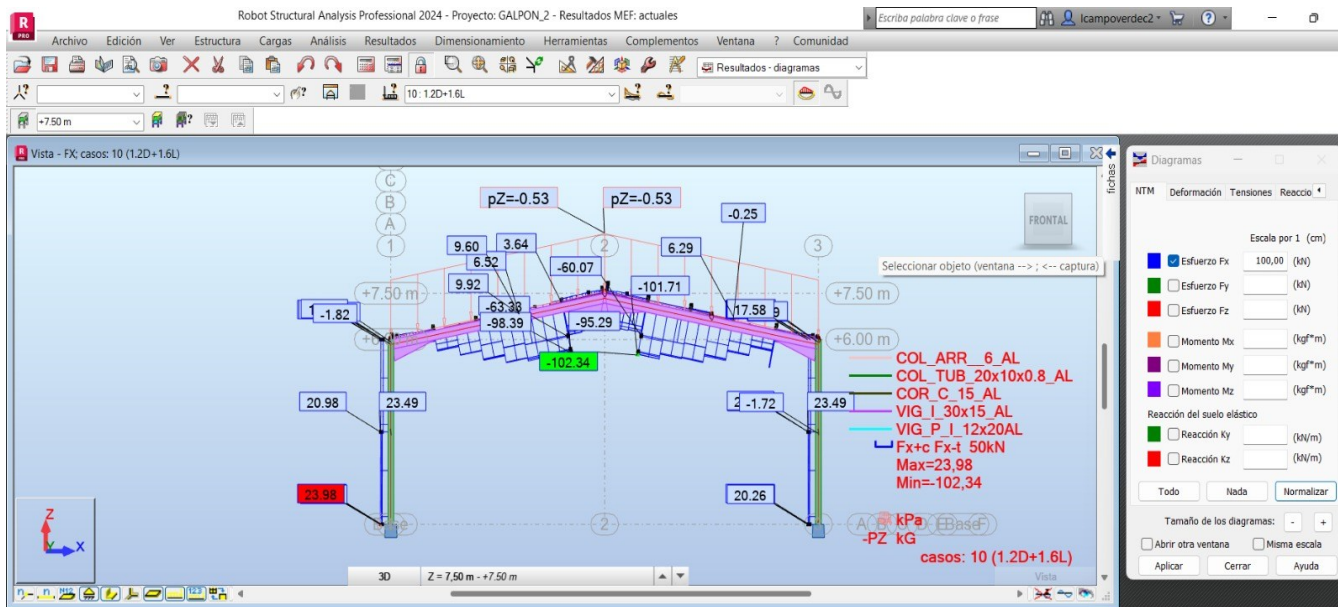 Robot Structural Analysis Professional 2024 - Proyecto: GALPON_2 - Resultados MEF: actuales
Escriba palabra clave o frase
lcampoverdec2
R
PRO
Archivo Edición Ver Estructura Cargas Análisis Resultados Dimensionamiento Herramientas Complementos Ventana ? Comunidad
Resultados - diagramas
10 : 1.2D+1.6L
+7.50 m
Vista - FX; casos: 10 (1.2D+1.6L)
fichas
C
B
A
1
2
3
pZ=-0.53
pZ=-0.53
-0.25
9.60
3.64
6.29
6.52
-60.07
9.92
-101.71
+7.50 m
+7.50 m
-63.33
17.58
-1.82
-98.39
-95.29
+6.00 m
-102.34
20.98
23.49
-1.72
23.49
23.98
20.26
2
FRONTAL
Seleccionar objeto (ventana --> ; <-- captura)
COL_ARR__6_AL
COL_TUB_20x10x0.8_AL
COR_C_15_AL
VIG_I_30x15_AL
VIG_P_I_12x20AL
Fx+c Fx-t 50kN
Max=23,98
Min=-102,34
kPa
-PZ kG
casos: 10 (1.2D+1.6L)
Z
Y
X
3D
Z = 7,50 m - +7.50 m
Vista
Diagramas
NTM Deformación Tensiones Reaccio
Escala por 1 (cm)
Esfuerzo Fx 100,00 (kN)
Esfuerzo Fy (kN)
Esfuerzo Fz (kN)
Momento Mx (kgf*m)
Momento My (kgf*m)
Momento Mz (kgf*m)
Reacción del suelo elástico
Reacción Ky (kN/m)
Reacción Kz (kN/m)
Todo Nada Normalizar
Tamaño de los diagramas: - +
Abrir otra ventana Misma escala
Aplicar Cerrar Ayuda